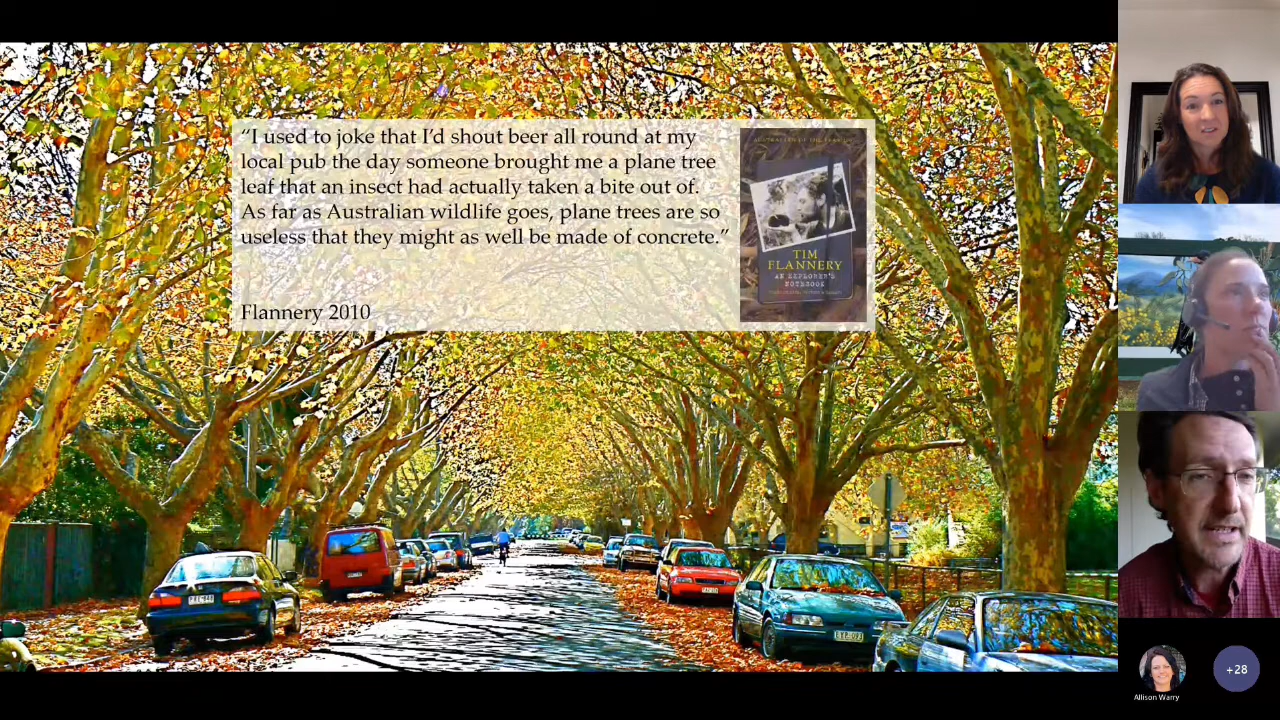 “I used to joke that I’d shout beer all round at my
local pub the day someone brought me a plane tree
leaf that an insect had actually taken a bite out of.
As far as Australian wildlife goes, plane trees are so
useless that they might as well be made of concrete.”
Flannery 2010
TIM
FLANNERY
AN EXPLORER'S
NOTEBOOK
Allison Warry
+28